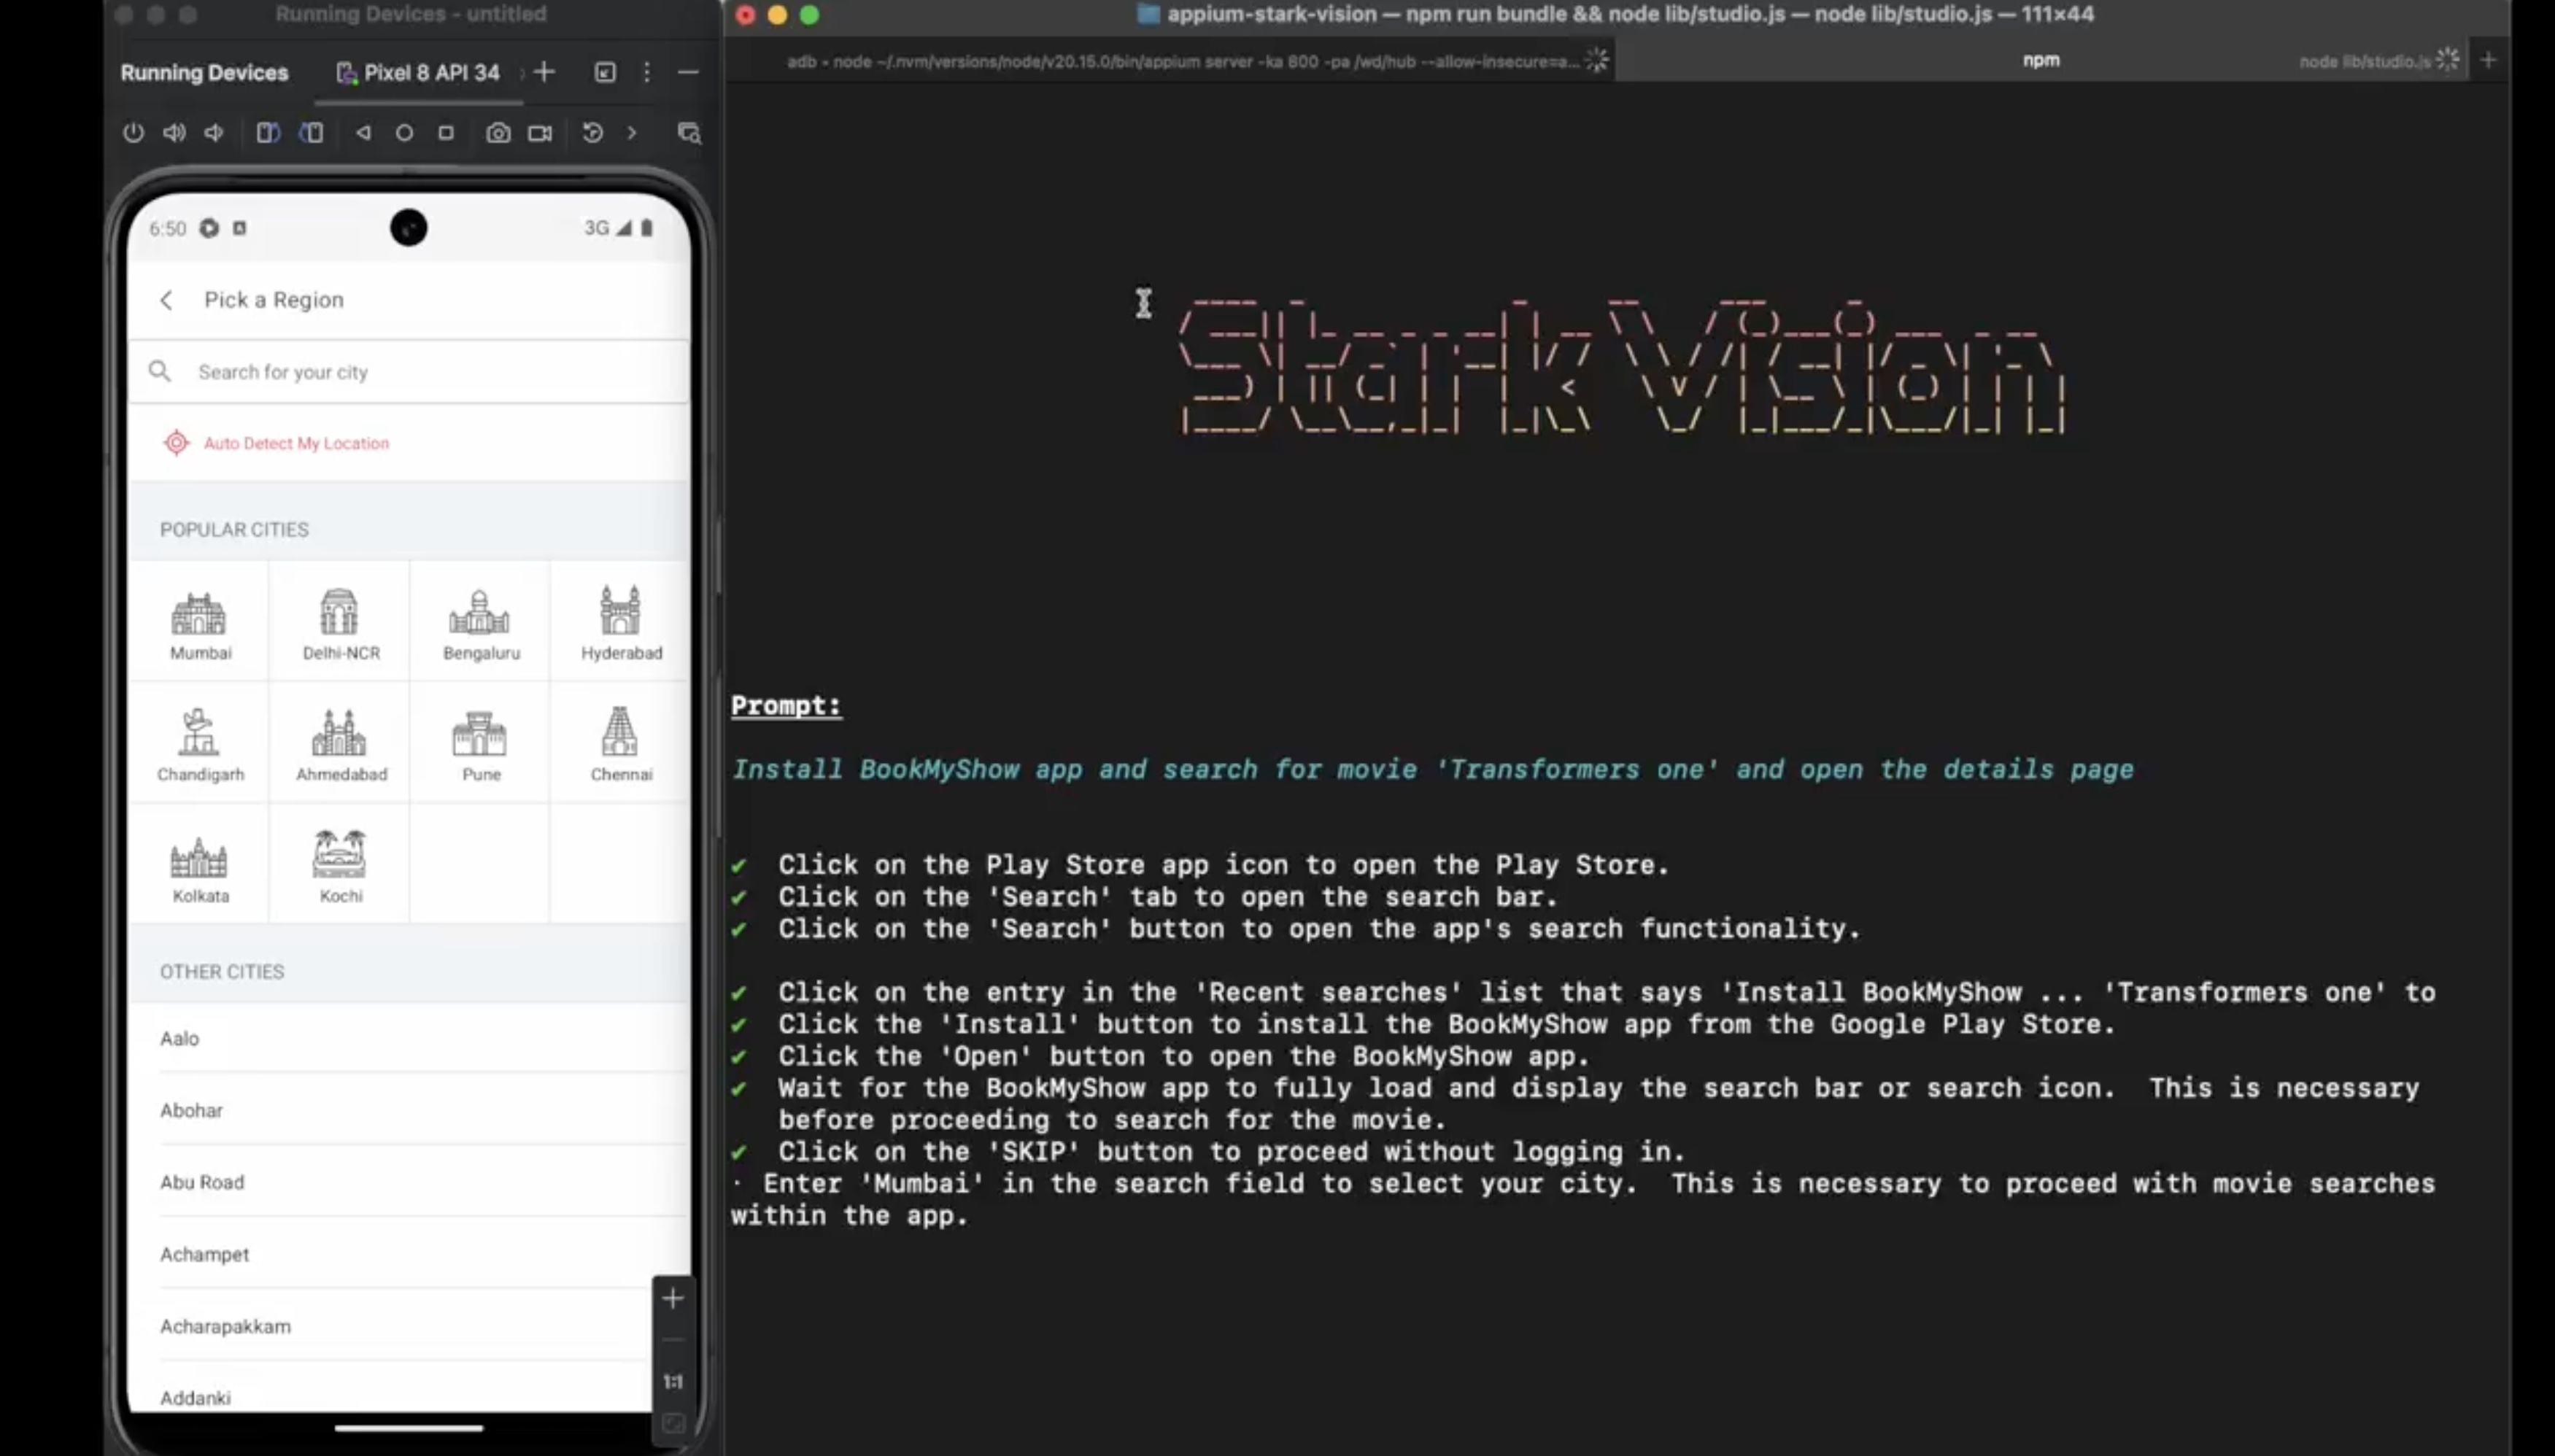 Running Devices - untitled
appium-stark-vision — npm run bundle && node lib/studio.js — node lib/studio.js — 111×44
Running Devices
Pixel 8 API 34
adb - node ~/.nvm/versions/node/v20.15.0/bin/appium server -ka 800 -pa /wd/hub --allow-insecure=a...
npm
node lib/studio.js
6:50
3G
Pick a Region
Search for your city
Auto Detect My Location
POPULAR CITIES
Mumbai
Delhi-NCR
Bengaluru
Hyderabad
Chandigarh
Ahmedabad
Pune
Chennai
Kolkata
Kochi
OTHER CITIES
Aalo
Abohar
Abu Road
Achampet
Acharapakkam
Addanki
1:1
Stark Vision
Prompt:
Install BookMyShow app and search for movie 'Transformers one' and open the details page
✔ Click on the Play Store app icon to open the Play Store.
✔ Click on the 'Search' tab to open the search bar.
✔ Click on the 'Search' button to open the app's search functionality.
✔ Click on the entry in the 'Recent searches' list that says 'Install BookMyShow ... 'Transformers one' to
✔ Click the 'Install' button to install the BookMyShow app from the Google Play Store.
✔ Click the 'Open' button to open the BookMyShow app.
✔ Wait for the BookMyShow app to fully load and display the search bar or search icon.  This is necessary
before proceeding to search for the movie.
✔ Click on the 'SKIP' button to proceed without logging in.
· Enter 'Mumbai' in the search field to select your city.  This is necessary to proceed with movie searches
within the app.